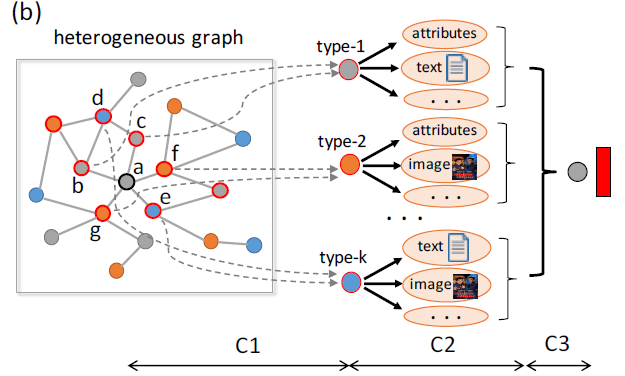 (b)
heterogeneous graph
d
c
a
f
b
e
g
type-1
attributes
text
. . .
type-2
attributes
image
. . .
. . .
type-k
text
image
. . .
C1
C2
C3